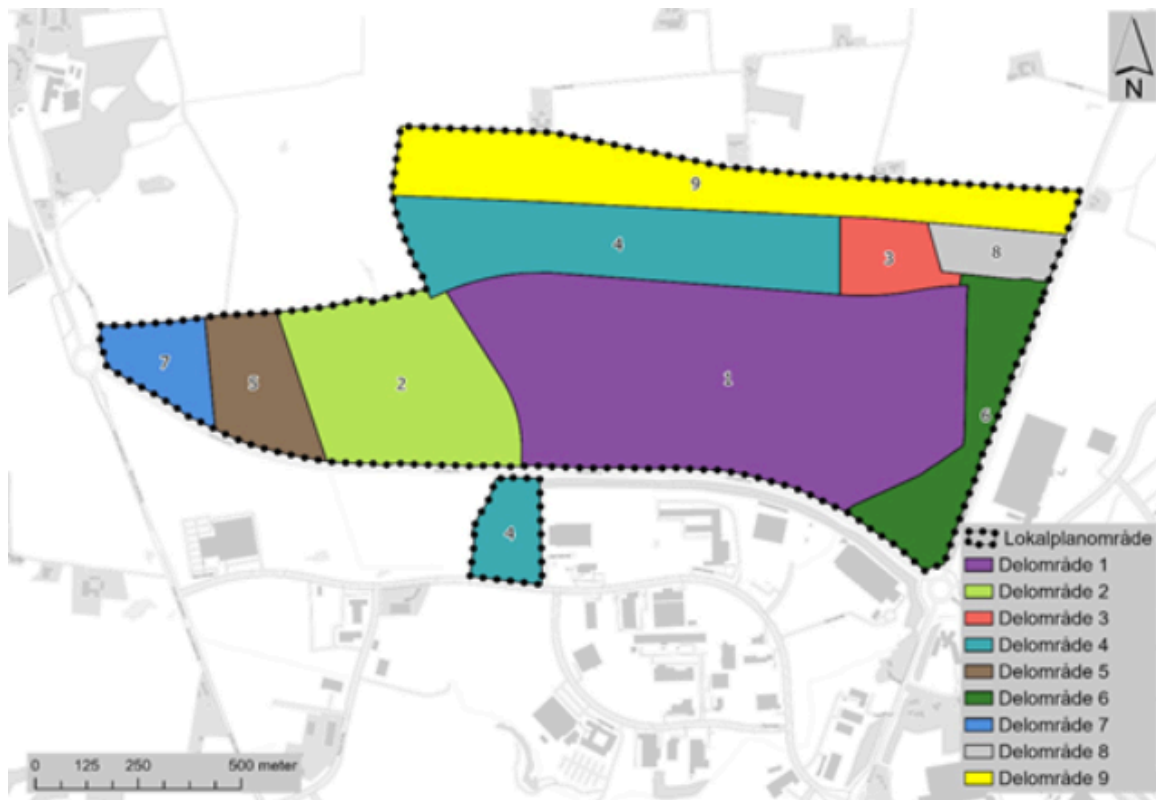 N
9
4
3
8
7
5
2
1
6
4
Lokalplanområde
Delområde 1
Delområde 2
Delområde 3
Delområde 4
Delområde 5
Delområde 6
Delområde 7
Delområde 8
Delområde 9
0 125 250 500 meter